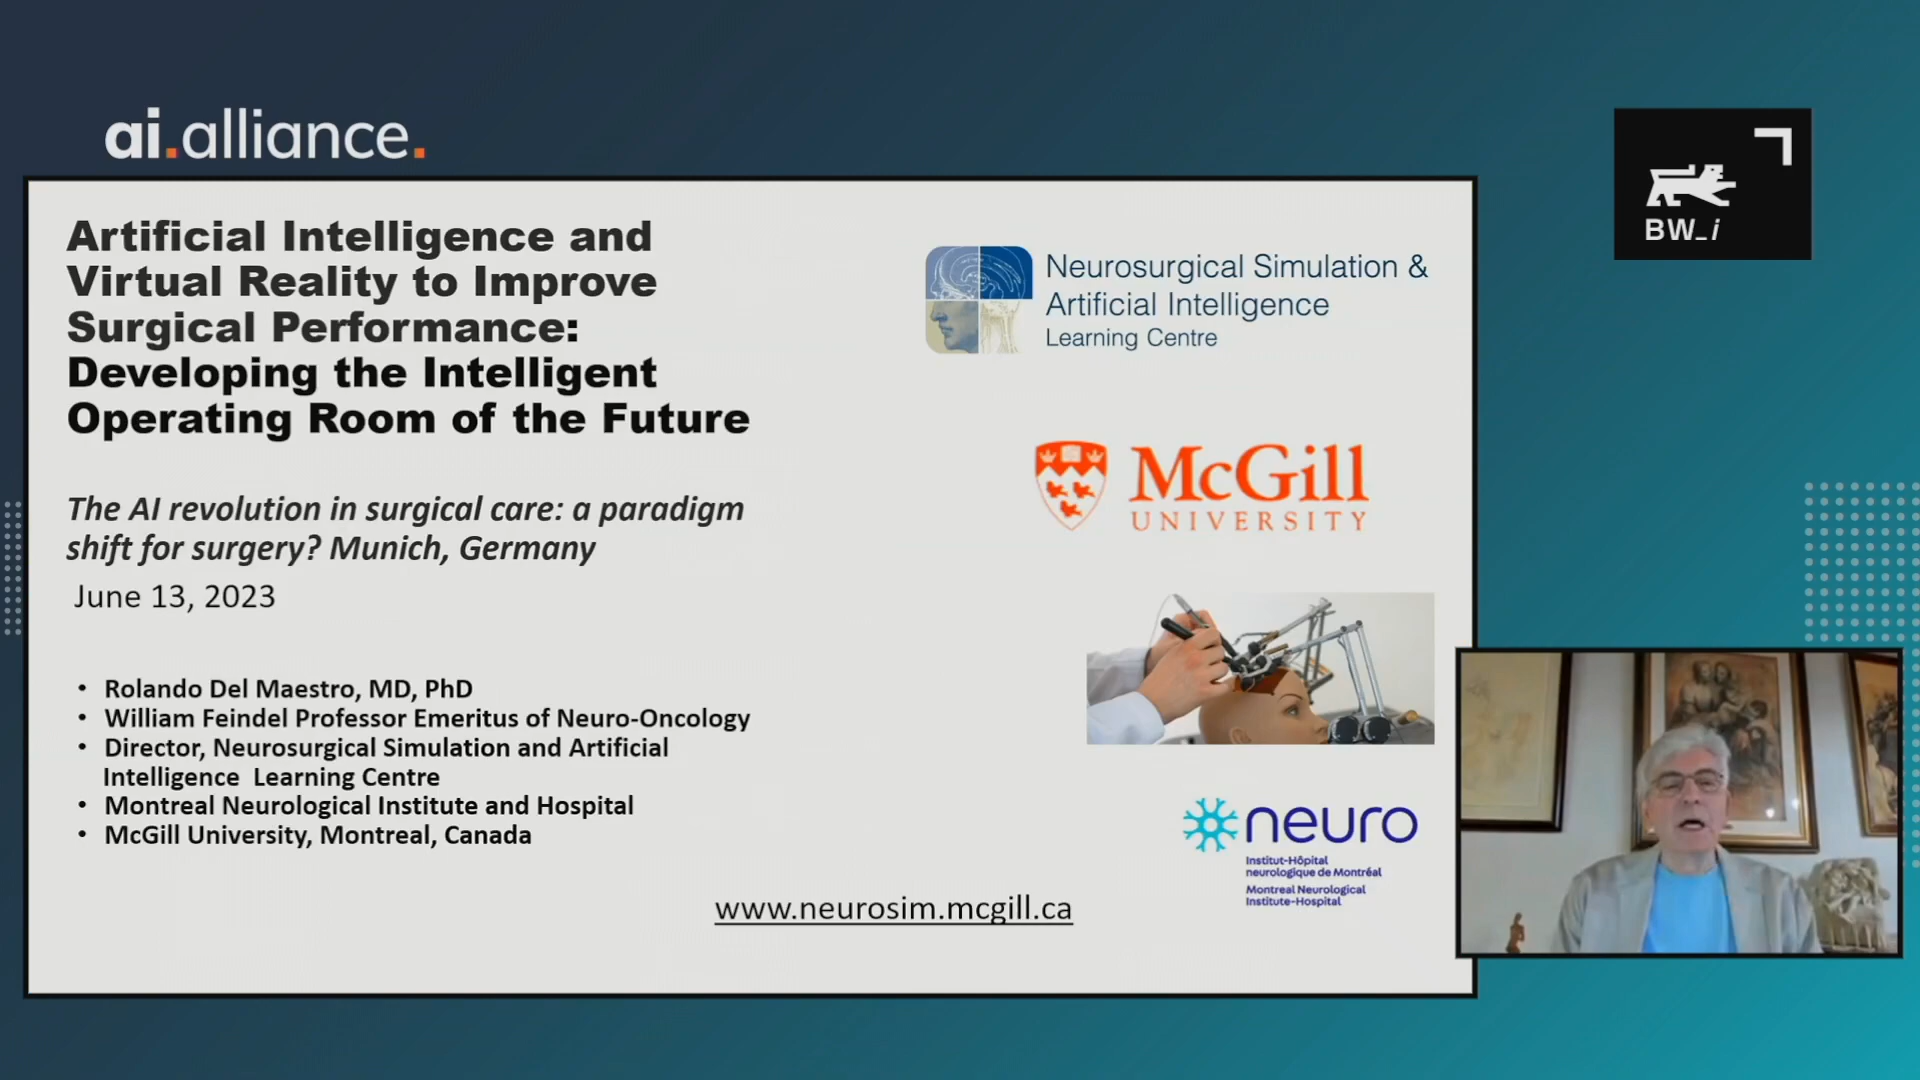 ai.alliance.
BW_i
Artificial Intelligence and
Virtual Reality to Improve
Surgical Performance:
Developing the Intelligent
Operating Room of the Future
The AI revolution in surgical care: a paradigm
shift for surgery? Munich, Germany
June 13, 2023
• Rolando Del Maestro, MD, PhD
• William Feindel Professor Emeritus of Neuro-Oncology
• Director, Neurosurgical Simulation and Artificial
Intelligence Learning Centre
• Montreal Neurological Institute and Hospital
• McGill University, Montreal, Canada
www.neurosim.mcgill.ca
Neurosurgical Simulation &
Artificial Intelligence
Learning Centre
McGill
UNIVERSITY
neuro
Institut-Hôpital
neurologique de Montréal
Montreal Neurological
Institute-Hospital